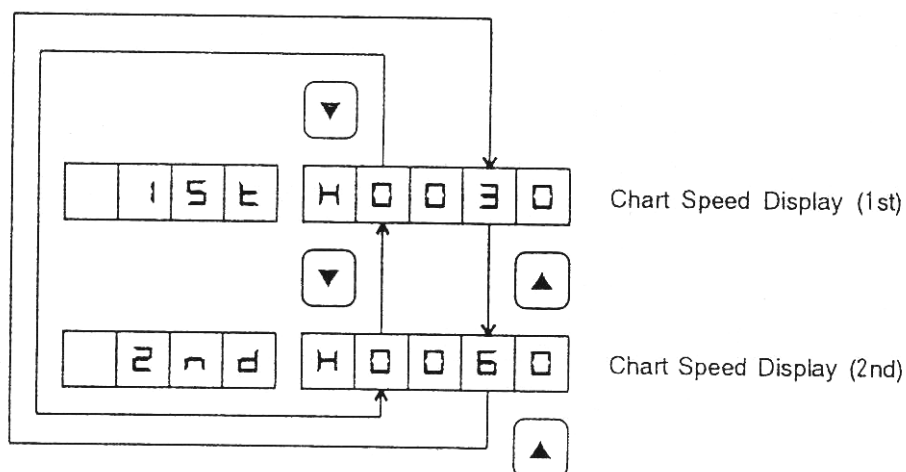 1St H0030 Chart Speed Display (1st)
2nd H0060 Chart Speed Display (2nd)